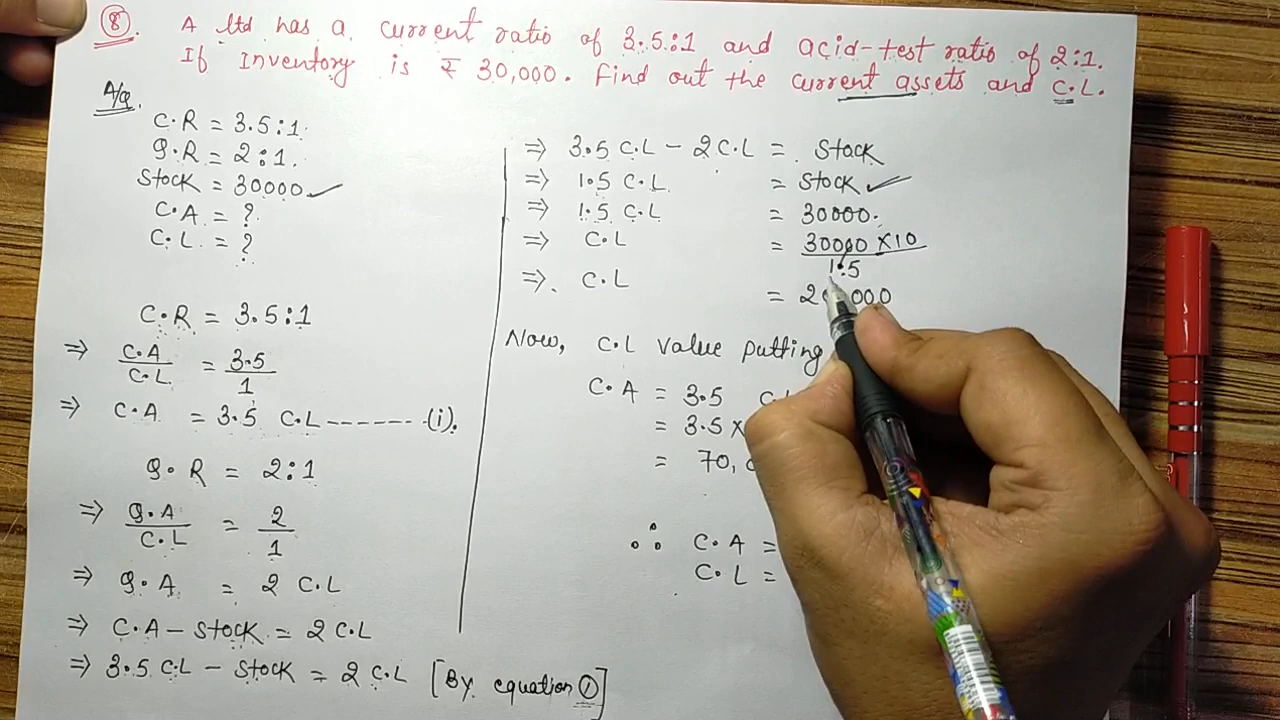 ⑧. A ltd has a current ratio of 3.5:1 and acid-test ratio of 2:1.
If Inventory is ₹ 30,000. Find out the current assets and C.L.
A/q.
C.R = 3.5:1
Q.R = 2:1.
Stock = 30000 ✓
C.A = ?
C.L = ?
C.R = 3.5:1
⇒ C.A / C.L = 3.5 / 1
⇒ C.A = 3.5 C.L ------- (i).
Q.R = 2:1
⇒ Q.A / C.L = 2 / 1
⇒ Q.A = 2 C.L
⇒ C.A - Stock = 2 C.L
⇒ 3.5 C.L - Stock = 2 C.L [By equation ①]
⇒ 3.5 C.L - 2 C.L = Stock
⇒ 1.5 C.L = Stock ✓
⇒ 1.5 C.L = 30000.
⇒ C.L = 30000 × 10 / 1.5
⇒ C.L
Now, C.L value putting
C.A = 3.5
= 3.5 ×
= 70,
∴ C.A =
C.L =